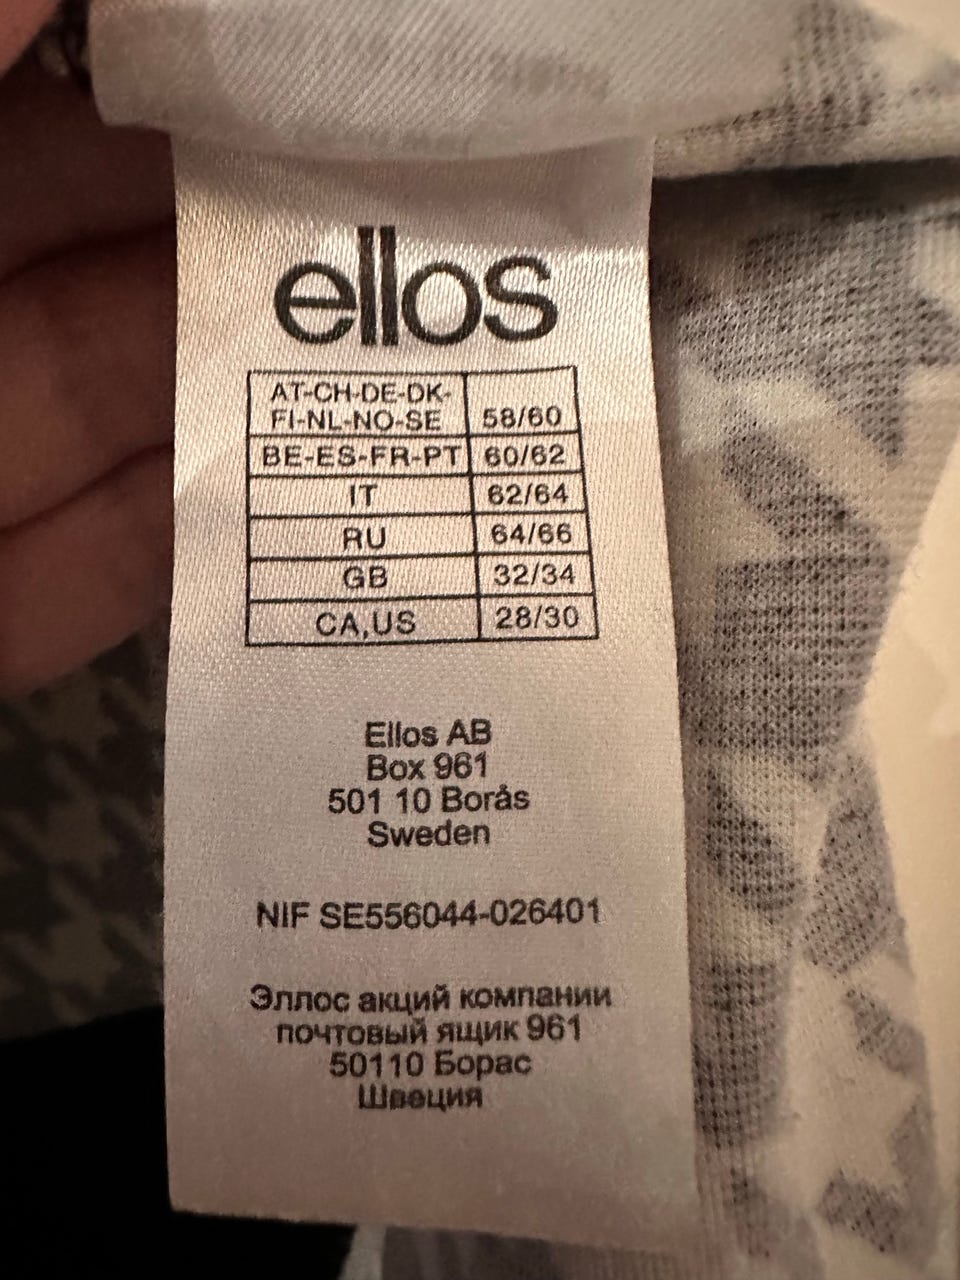 ellos
AT-CH-DE-DK-
FI-NL-NO-SE 58/60
BE-ES-FR-PT 60/62
IT 62/64
RU 64/66
GB 32/34
CA,US 28/30
Ellos AB
Box 961
501 10 Borås
Sweden
NIF SE556044-026401
Эллос акций компании
почтовый ящик 961
50110 Борас
Швеция